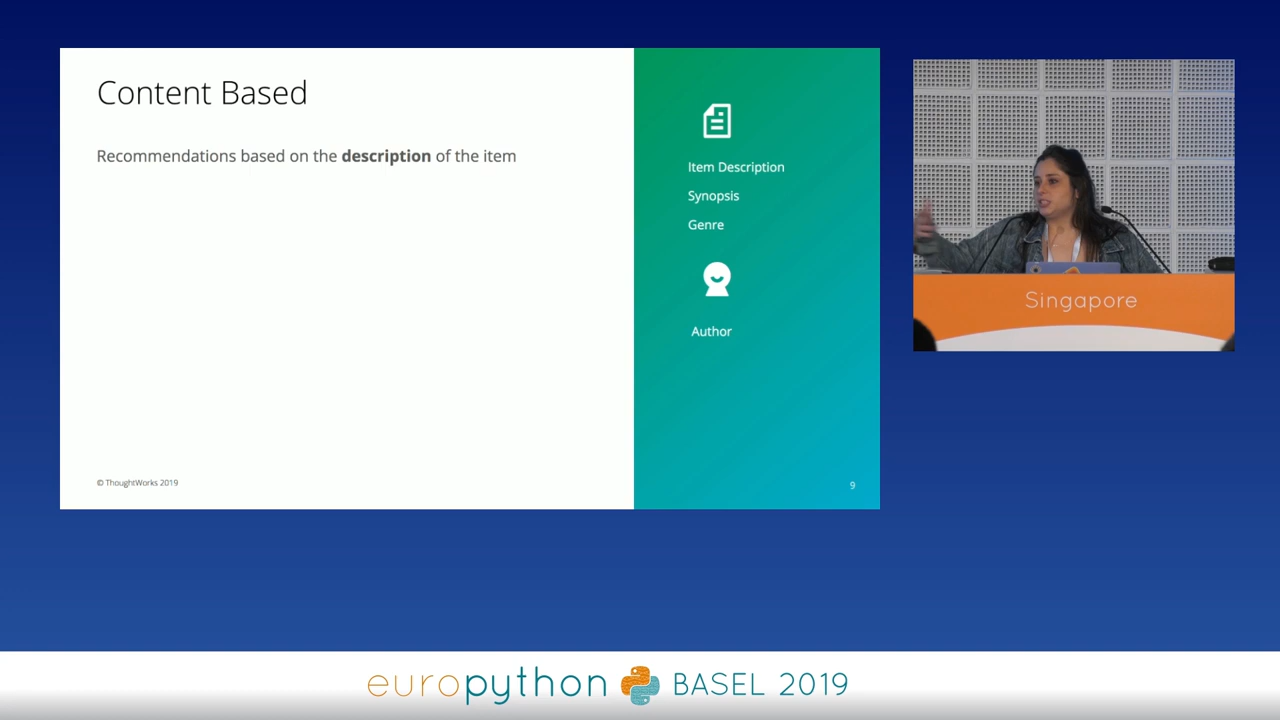 Content Based
Recommendations based on the description of the item
Item Description
Synopsis
Genre
Author
© ThoughtWorks 2019
9
Singapore
europython BASEL 2019